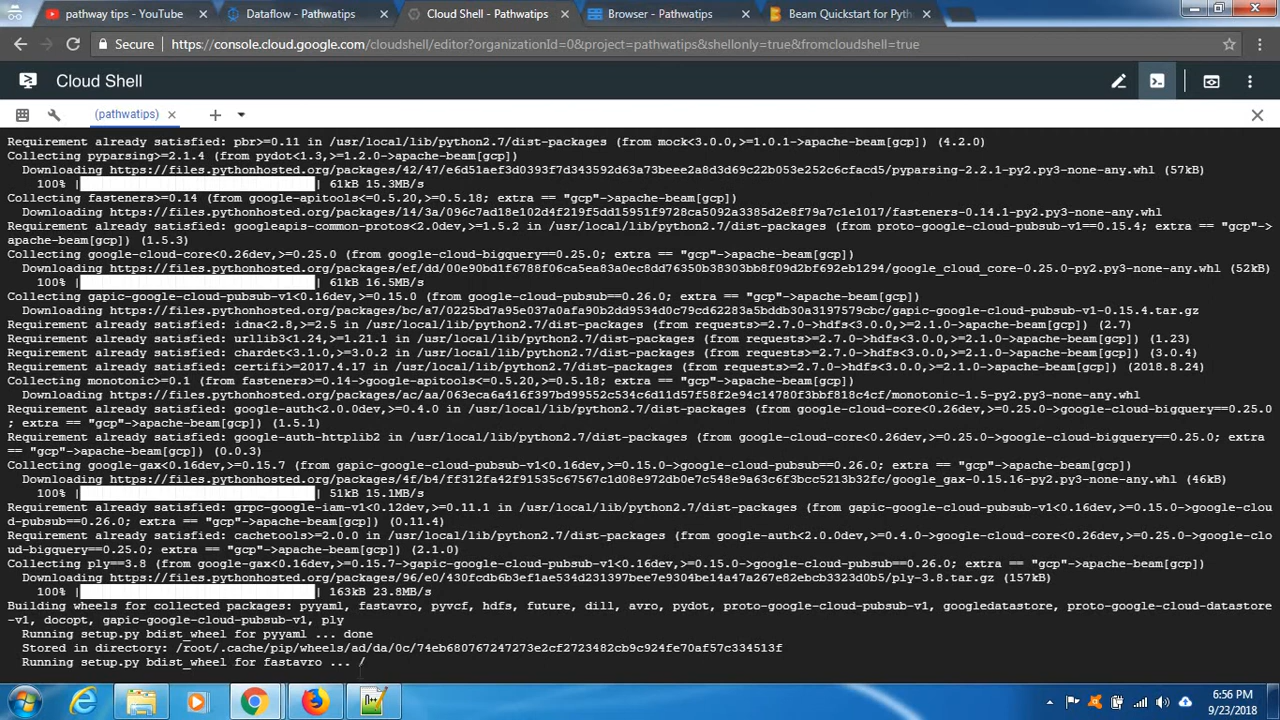 pathway tips - YouTube
Dataflow - Pathwatips
Cloud Shell - Pathwatips
Browser - Pathwatips
Beam Quickstart for Pyth
Secure
https://console.cloud.google.com/cloudshell/editor?organizationId=0&project=pathwatips&shellonly=true&fromcloudshell=true
Cloud Shell
(pathwatips)
Requirement already satisfied: pbr>=0.11 in /usr/local/lib/python2.7/dist-packages (from mock<3.0.0,>=1.0.1->apache-beam[gcp]) (4.2.0)
Collecting pyparsing>=2.1.4 (from pydot<1.3,>=1.2.0->apache-beam[gcp])
Downloading https://files.pythonhosted.org/packages/42/47/e6d51aef3d0393f7d343592d63a73beee2a8d3d69c22b053e252c6cfacd5/pyparsing-2.2.1-py2.py3-none-any.whl (57kB)
100% | | 61kB 15.3MB/s
Collecting fasteners>=0.14 (from google-apitools<=0.5.20,>=0.5.18; extra == "gcp"->apache-beam[gcp])
Downloading https://files.pythonhosted.org/packages/14/3a/096c7ad18e102d4f219f5dd15951f9728ca5092a3385d2e8f79a7c1e1017/fasteners-0.14.1-py2.py3-none-any.whl
Requirement already satisfied: googleapis-common-protos<2.0dev,>=1.5.2 in /usr/local/lib/python2.7/dist-packages (from proto-google-cloud-pubsub-v1==0.15.4; extra == "gcp"->
apache-beam[gcp]) (1.5.3)
Collecting google-cloud-core<0.26dev,>=0.25.0 (from google-cloud-bigquery==0.25.0; extra == "gcp"->apache-beam[gcp])
Downloading https://files.pythonhosted.org/packages/ef/dd/00e90bd1f6788f06ca5ea83a0ec8dd76350b38303bb8f09d2bf692eb1294/google_cloud_core-0.25.0-py2.py3-none-any.whl (52kB)
100% | | 61kB 16.5MB/s
Collecting gapic-google-cloud-pubsub-v1<0.16dev,>=0.15.0 (from google-cloud-pubsub==0.26.0; extra == "gcp"->apache-beam[gcp])
Downloading https://files.pythonhosted.org/packages/bc/a7/0225bd7a95e037a0afa90b2dd9534d0c79cd62283a5bddb30a3197579cbc/gapic-google-cloud-pubsub-v1-0.15.4.tar.gz
Requirement already satisfied: idna<2.8,>=2.5 in /usr/local/lib/python2.7/dist-packages (from requests>=2.7.0->hdfs<3.0.0,>=2.1.0->apache-beam[gcp]) (2.7)
Requirement already satisfied: urllib3<1.24,>=1.21.1 in /usr/local/lib/python2.7/dist-packages (from requests>=2.7.0->hdfs<3.0.0,>=2.1.0->apache-beam[gcp]) (1.23)
Requirement already satisfied: chardet<3.1.0,>=3.0.2 in /usr/local/lib/python2.7/dist-packages (from requests>=2.7.0->hdfs<3.0.0,>=2.1.0->apache-beam[gcp]) (3.0.4)
Requirement already satisfied: certifi>=2017.4.17 in /usr/local/lib/python2.7/dist-packages (from requests>=2.7.0->hdfs<3.0.0,>=2.1.0->apache-beam[gcp]) (2018.8.24)
Collecting monotonic>=0.1 (from fasteners>=0.14->google-apitools<=0.5.20,>=0.5.18; extra == "gcp"->apache-beam[gcp])
Downloading https://files.pythonhosted.org/packages/ac/aa/063eca6a416f397bd99552c534c6d11d57f58f2e94c14780f3bbf818c4cf/monotonic-1.5-py2.py3-none-any.whl
Requirement already satisfied: google-auth<2.0.0dev,>=0.4.0 in /usr/local/lib/python2.7/dist-packages (from google-cloud-core<0.26dev,>=0.25.0->google-cloud-bigquery==0.25.0
; extra == "gcp"->apache-beam[gcp]) (1.5.1)
Requirement already satisfied: google-auth-httplib2 in /usr/local/lib/python2.7/dist-packages (from google-cloud-core<0.26dev,>=0.25.0->google-cloud-bigquery==0.25.0; extra
== "gcp"->apache-beam[gcp]) (0.0.3)
Collecting google-gax<0.16dev,>=0.15.7 (from gapic-google-cloud-pubsub-v1<0.16dev,>=0.15.0->google-cloud-pubsub==0.26.0; extra == "gcp"->apache-beam[gcp])
Downloading https://files.pythonhosted.org/packages/4f/b4/ff312fa42f91535c67567c1d08e972db0e7c548e9a63c6f3bcc5213b32fc/google_gax-0.15.16-py2.py3-none-any.whl (46kB)
100% | | 51kB 15.1MB/s
Requirement already satisfied: grpc-google-iam-v1<0.12dev,>=0.11.1 in /usr/local/lib/python2.7/dist-packages (from gapic-google-cloud-pubsub-v1<0.16dev,>=0.15.0->google-clou
d-pubsub==0.26.0; extra == "gcp"->apache-beam[gcp]) (0.11.4)
Requirement already satisfied: cachetools>=2.0.0 in /usr/local/lib/python2.7/dist-packages (from google-auth<2.0.0dev,>=0.4.0->google-cloud-core<0.26dev,>=0.25.0->google-clo
ud-bigquery==0.25.0; extra == "gcp"->apache-beam[gcp]) (2.1.0)
Collecting ply==3.8 (from google-gax<0.16dev,>=0.15.7->gapic-google-cloud-pubsub-v1<0.16dev,>=0.15.0->google-cloud-pubsub==0.26.0; extra == "gcp"->apache-beam[gcp])
Downloading https://files.pythonhosted.org/packages/96/e0/430fcdb6b3ef1ae534d231397bee7e9304be14a47a267e82ebcb3323d0b5/ply-3.8.tar.gz (157kB)
100% | | 163kB 23.8MB/s
Building wheels for collected packages: pyyaml, fastavro, pyvcf, hdfs, future, dill, avro, pydot, proto-google-cloud-pubsub-v1, googledatastore, proto-google-cloud-datastore
-v1, docopt, gapic-google-cloud-pubsub-v1, ply
Running setup.py bdist_wheel for pyyaml ... done
Stored in directory: /root/.cache/pip/wheels/ad/da/0c/74eb680767247273e2cf2723482cb9c924fe70af57c334513f
Running setup.py bdist_wheel for fastavro ... /
6:56 PM
9/23/2018